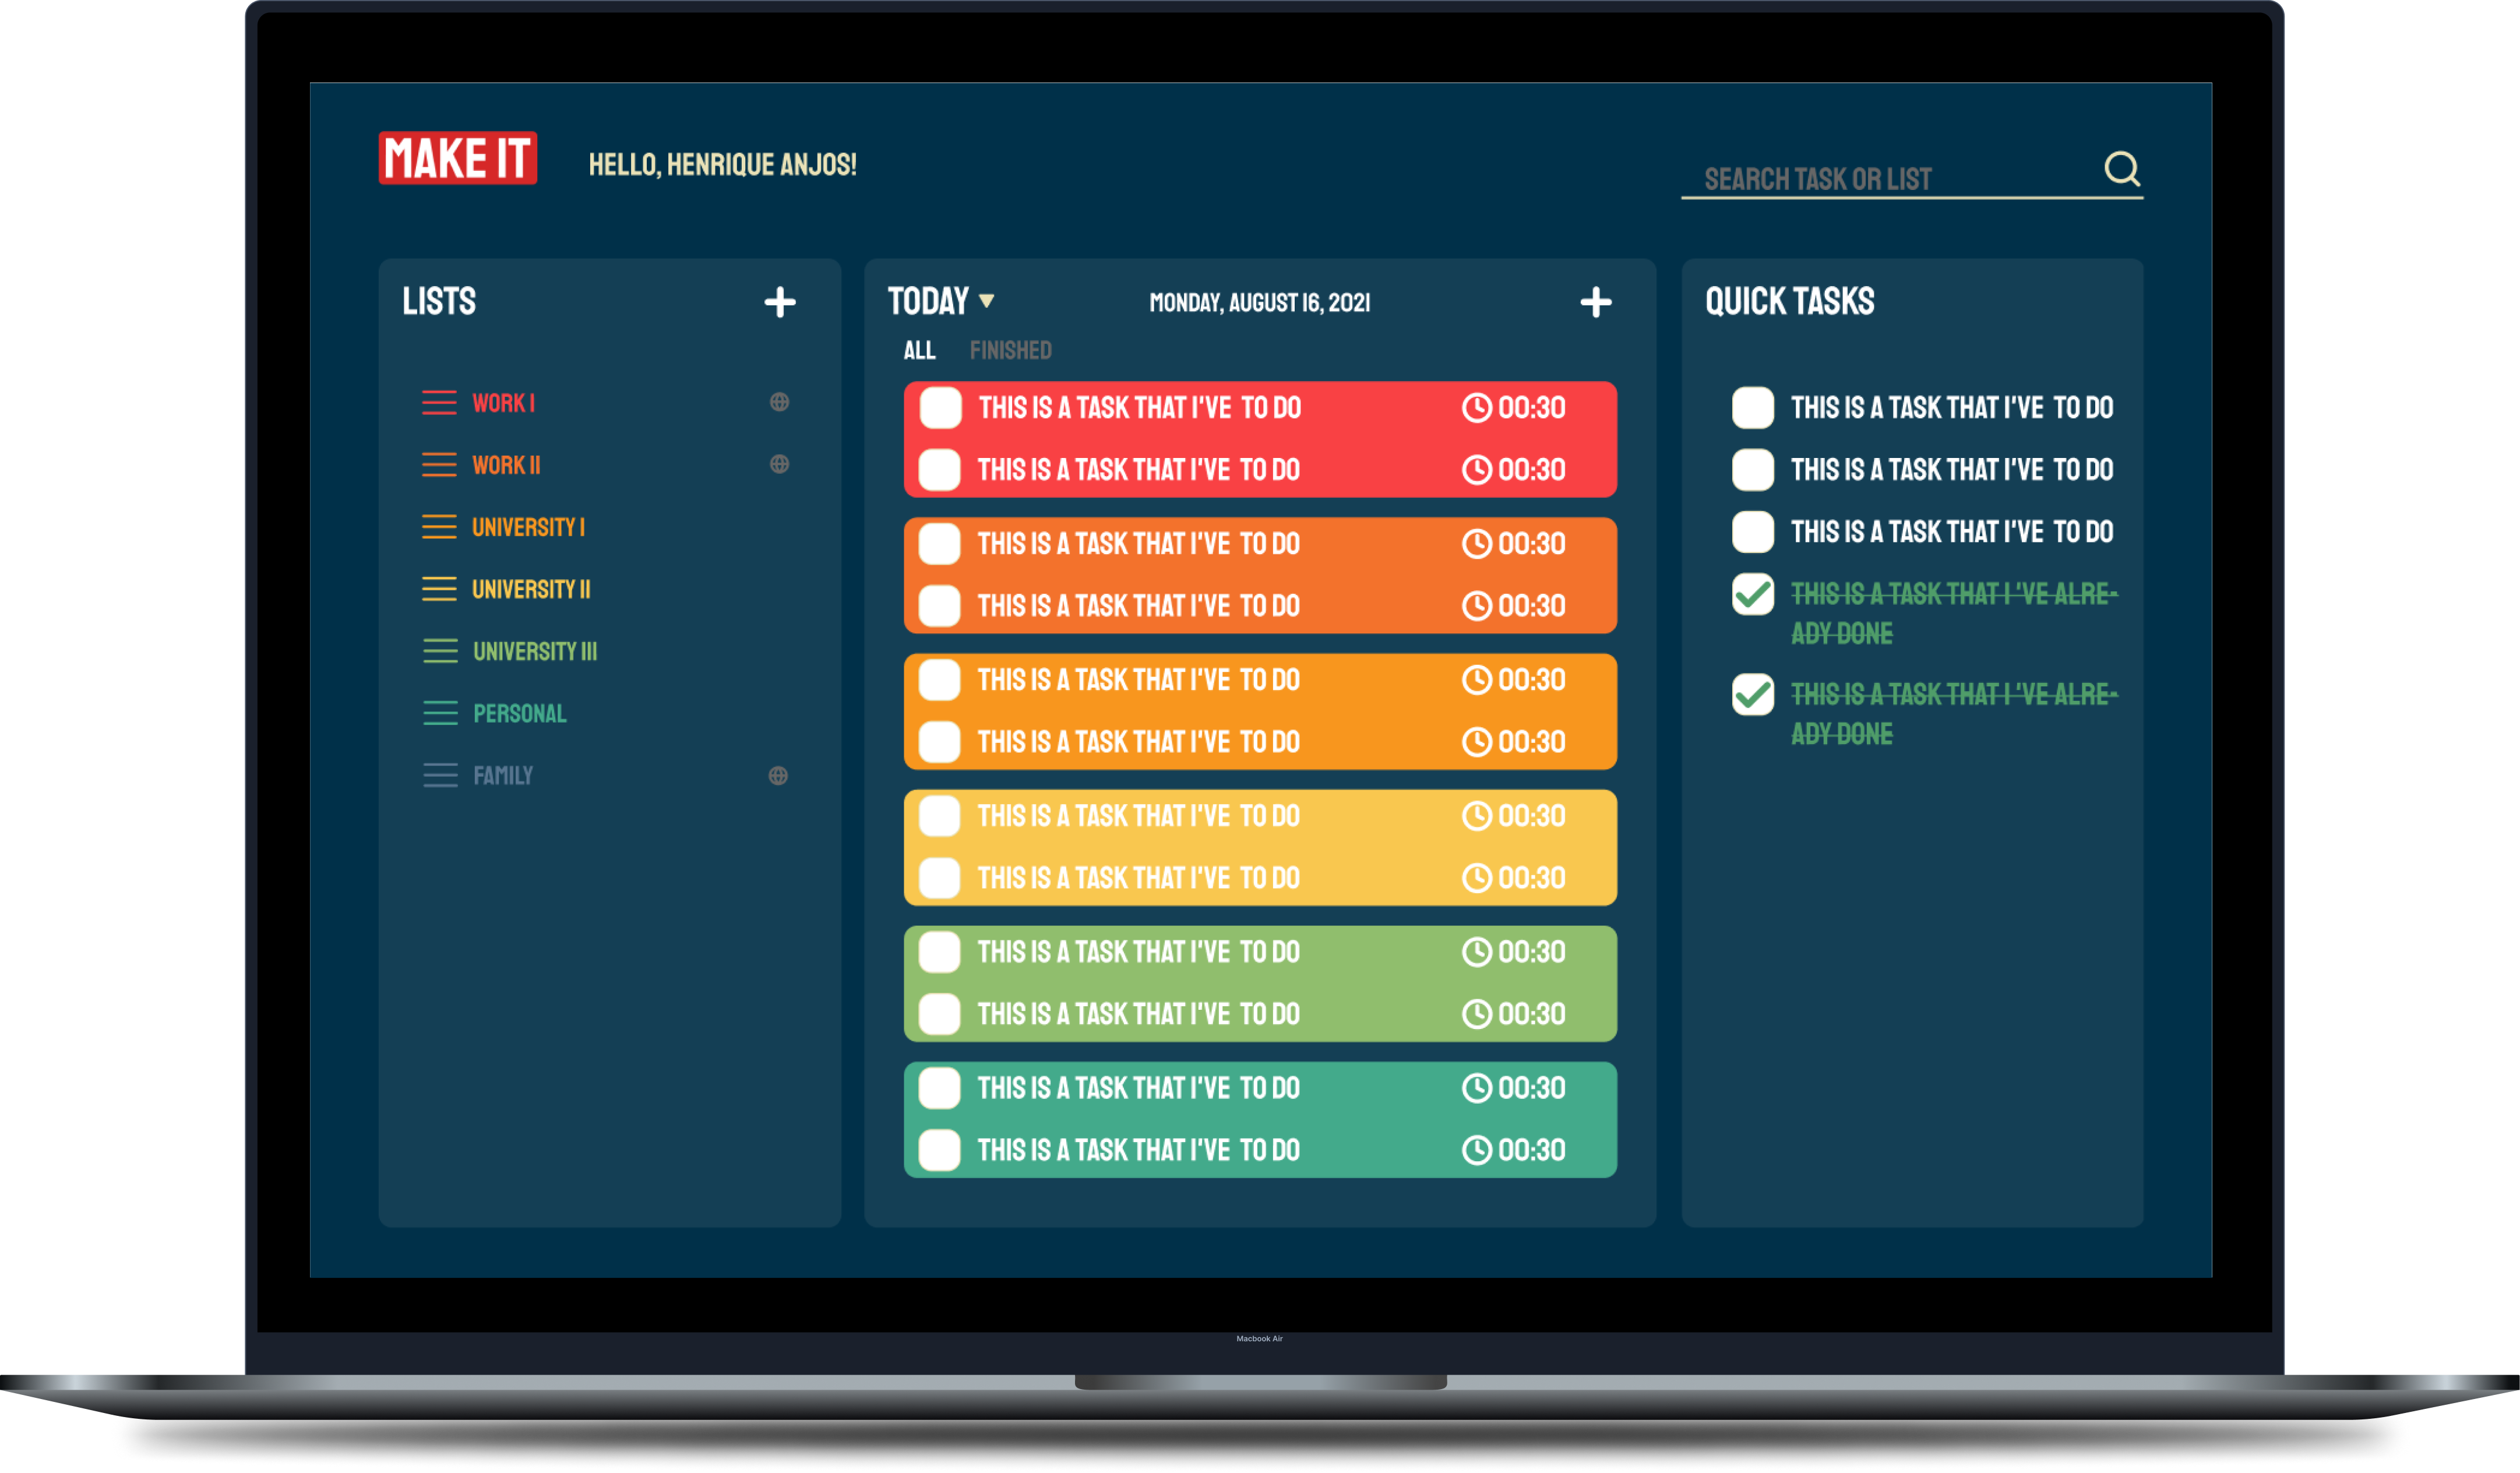 MAKE IT
HELLO, HENRIQUE ANJOS!
SEARCH TASK OR LIST
LISTS
WORK I
WORK II
UNIVERSITY I
UNIVERSITY II
UNIVERSITY III
PERSONAL
FAMILY
TODAY
MONDAY, AUGUST 16, 2021
ALL FINISHED
THIS IS A TASK THAT I'VE TO DO 00:30
THIS IS A TASK THAT I'VE TO DO 00:30
THIS IS A TASK THAT I'VE TO DO 00:30
THIS IS A TASK THAT I'VE TO DO 00:30
THIS IS A TASK THAT I'VE TO DO 00:30
THIS IS A TASK THAT I'VE TO DO 00:30
THIS IS A TASK THAT I'VE TO DO 00:30
THIS IS A TASK THAT I'VE TO DO 00:30
THIS IS A TASK THAT I'VE TO DO 00:30
THIS IS A TASK THAT I'VE TO DO 00:30
THIS IS A TASK THAT I'VE TO DO 00:30
THIS IS A TASK THAT I'VE TO DO 00:30
QUICK TASKS
THIS IS A TASK THAT I'VE TO DO
THIS IS A TASK THAT I'VE TO DO
THIS IS A TASK THAT I'VE TO DO
THIS IS A TASK THAT I 'VE ALRE-
ADY DONE
THIS IS A TASK THAT I 'VE ALRE-
ADY DONE
Macbook Air